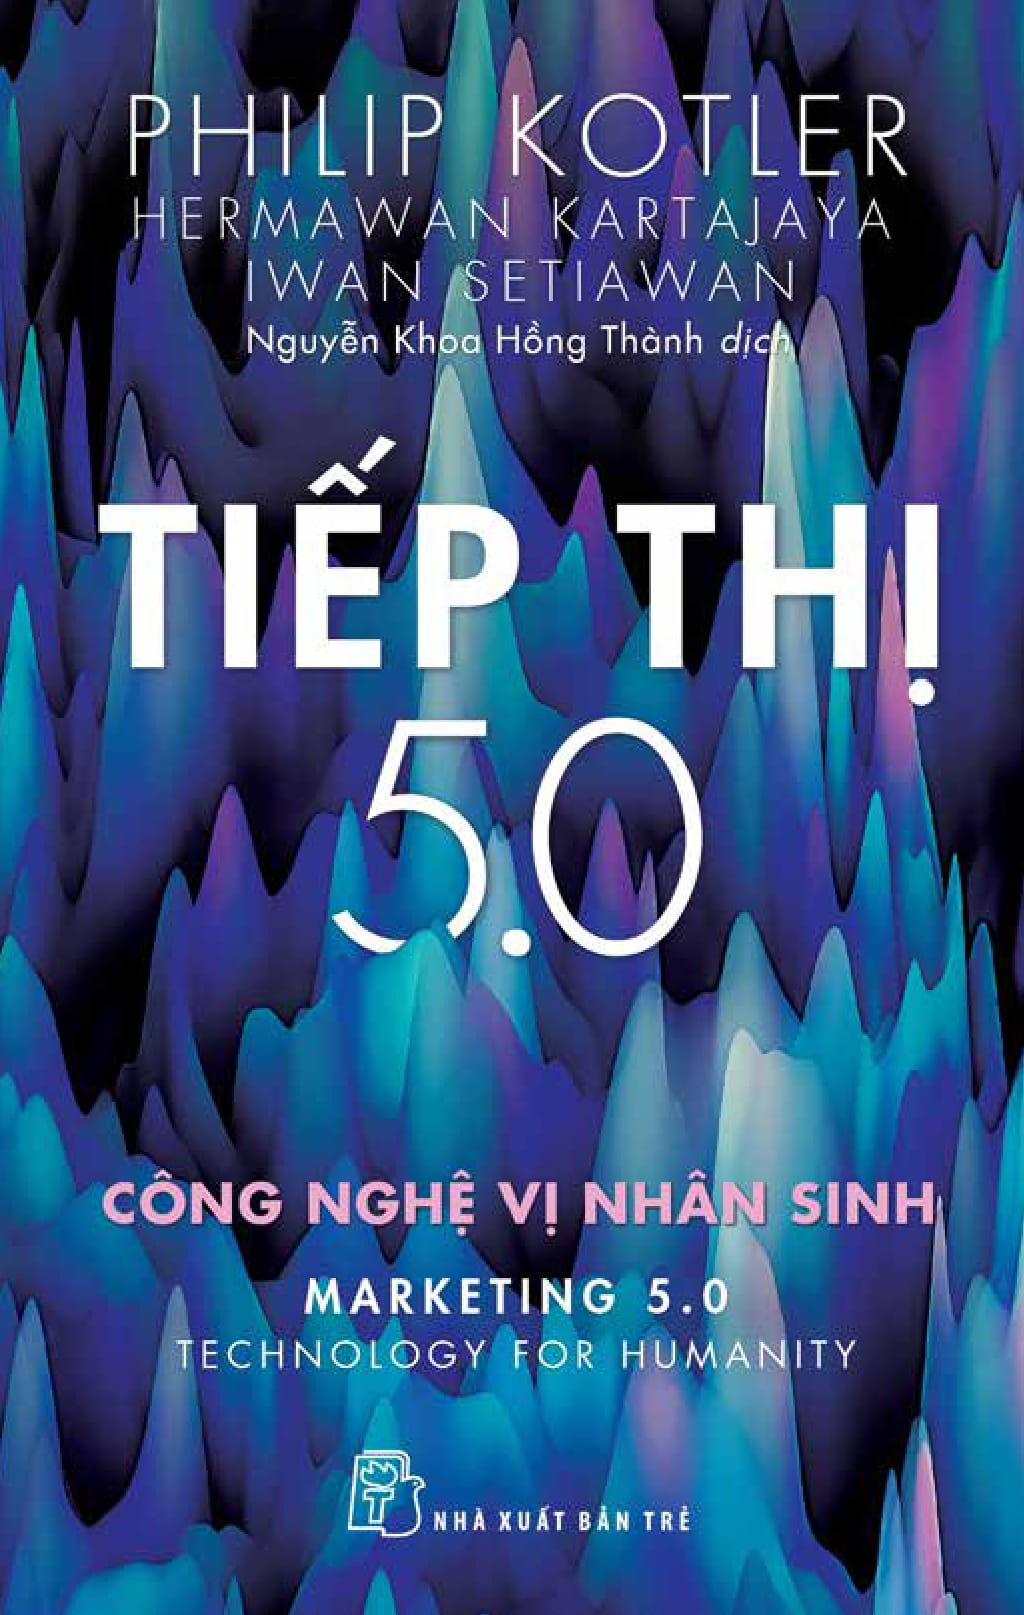 PHILIP KOTLER
HERMAWAN KARTAJAYA
IWAN SETIAWAN
Nguyễn Khoa Hồng Thành dịch
TIẾP THỊ
5.0
CÔNG NGHỆ VỊ NHÂN SINH
MARKETING 5.0
TECHNOLOGY FOR HUMANITY
T
NHÀ XUẤT BẢN TRẺ